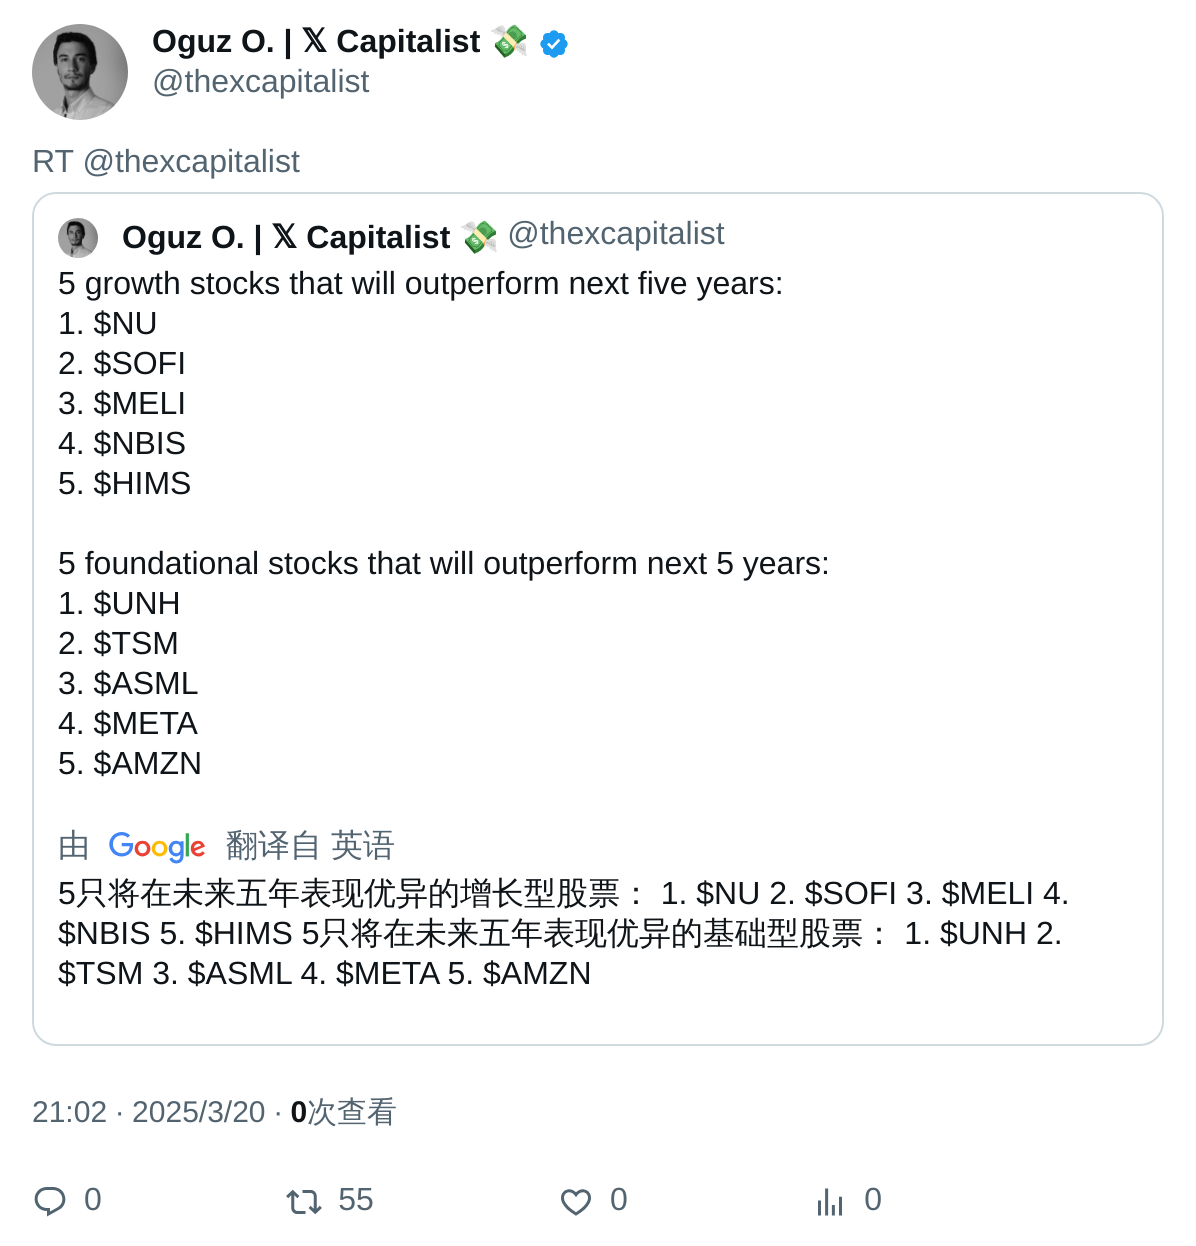 Oguz O. | 𝕏 Capitalist 💸
@thexcapitalist
RT @thexcapitalist
Oguz O. | 𝕏 Capitalist 💸 @thexcapitalist
5 growth stocks that will outperform next five years:
1. $NU
2. $SOFI
3. $MELI
4. $NBIS
5. $HIMS
5 foundational stocks that will outperform next 5 years:
1. $UNH
2. $TSM
3. $ASML
4. $META
5. $AMZN
由 Google 翻译自 英语
5只将在未来五年表现优异的增长型股票： 1. $NU 2. $SOFI 3. $MELI 4.
$NBIS 5. $HIMS 5只将在未来五年表现优异的基础型股票： 1. $UNH 2.
$TSM 3. $ASML 4. $META 5. $AMZN
21:02 · 2025/3/20 · 0次查看
0 55 0 0